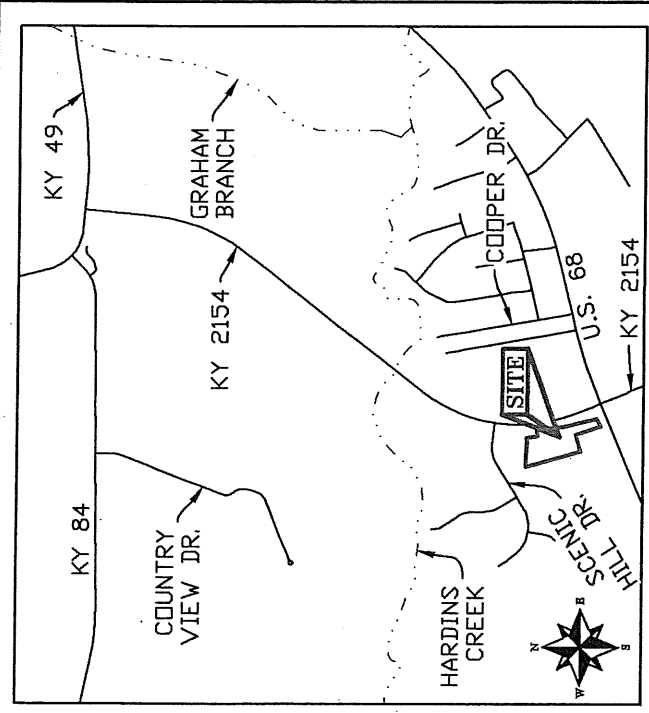 KY 49
GRAHAM
BRANCH
KY 2154
KY 84
COUNTRY
VIEW DR.
COOPER DR.
U.S. 68
KY 2154
SITE
SCENIC
HILL DR.
HARDINS
CREEK
N
E
S
W